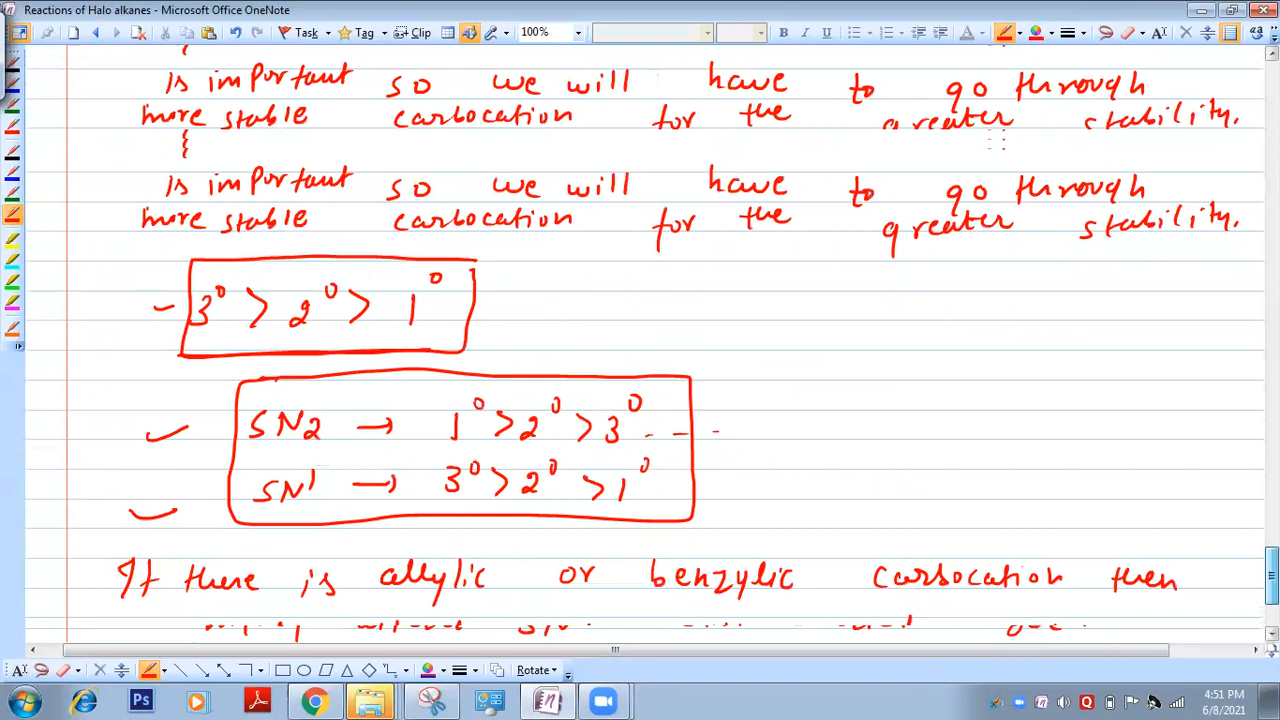 Reactions of Halo alkanes - Microsoft Office OneNote
Task Tag Clip 100%
is important so we will have to go through
more stable carbocation for the greater stability.
is important so we will have to go through
more stable carbocation for the greater stability.
- 3° > 2° > 1°
SN2 → 1° > 2° > 3° - - -
SN1 → 3° > 2° > 1°
If there is allylic or benzylic carbocation then
Rotate
4:51 PM
6/8/2021